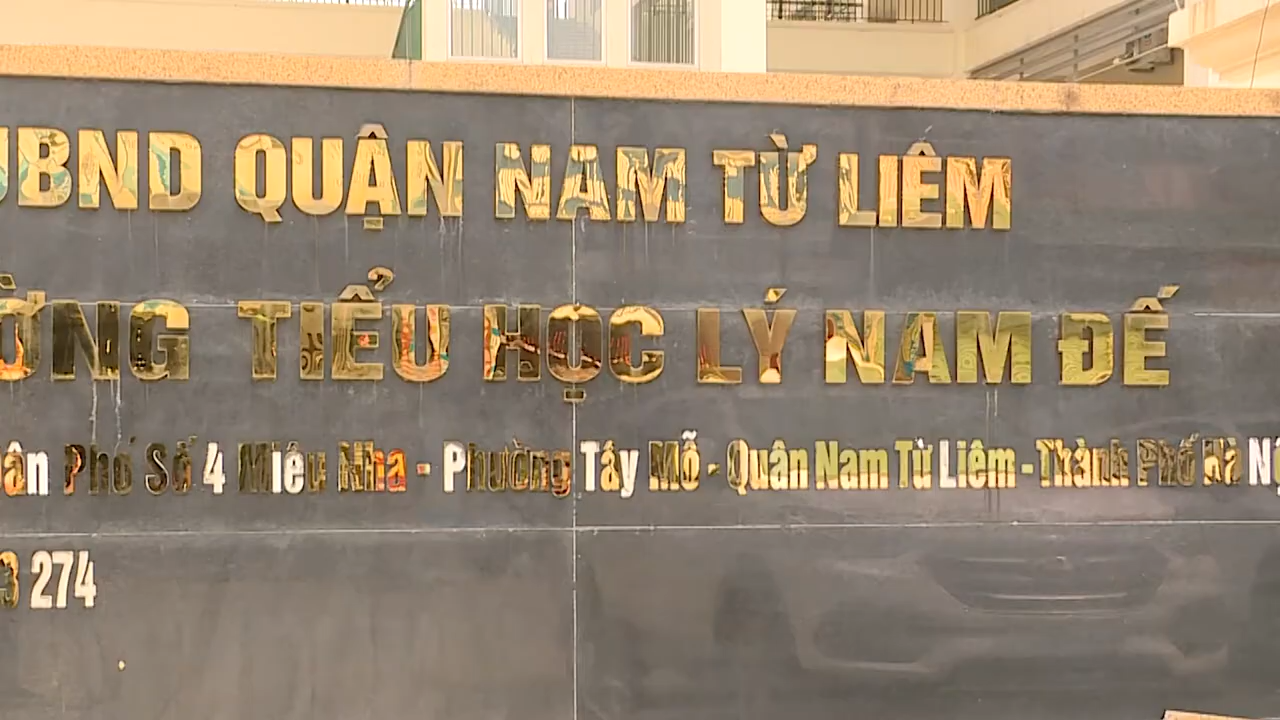 UBND QUẬN NAM TỪ LIÊM
ỜNG TIỂU HỌC LÝ NAM ĐẾ
ân Phố Số 4 Miêu Nha - Phường Tây Mỗ - Quận Nam Từ Liêm - Thành Phố Hà Nộ
3 274